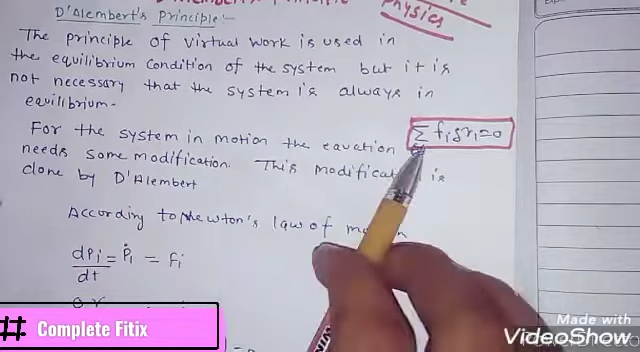 D'Alembert's Principle:-
Physics
The principle of virtual work is used in
the equilibrium condition of the system but it is
not necessary that the system is always in
equilibrium.
For the system in motion the equation Σ fi δri = 0
needs some modification. This modification is
done by D'Alembert
According to Newton's law of motion
dPi/dt = Ṗi = Fi
or
# Complete Fitix
Made with
VideoShow